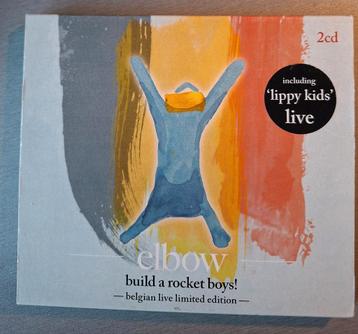 2cd
including
'lippy kids'
live
elbow
build a rocket boys!
— belgian live limited edition —